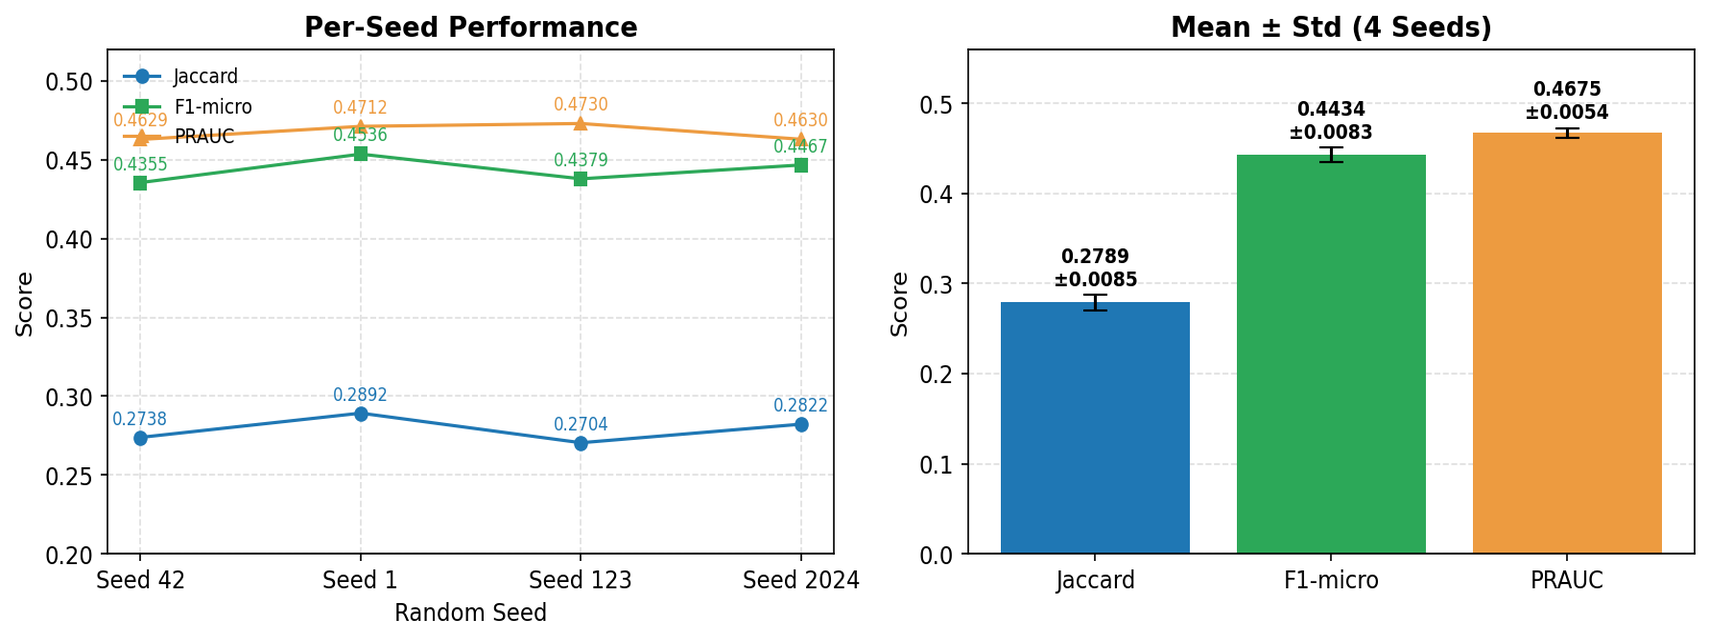 Per-Seed Performance
Score
0.50
0.45
0.40
0.35
0.30
0.25
0.20
Jaccard
F1-micro
PRAUC
0.4629
0.4712
0.4730
0.4630
0.4355
0.4536
0.4379
0.4467
0.2738
0.2892
0.2704
0.2822
Seed 42
Seed 1
Seed 123
Seed 2024
Random Seed
Mean ± Std (4 Seeds)
Score
0.5
0.4
0.3
0.2
0.1
0.0
0.2789
±0.0085
0.4434
±0.0083
0.4675
±0.0054
Jaccard
F1-micro
PRAUC